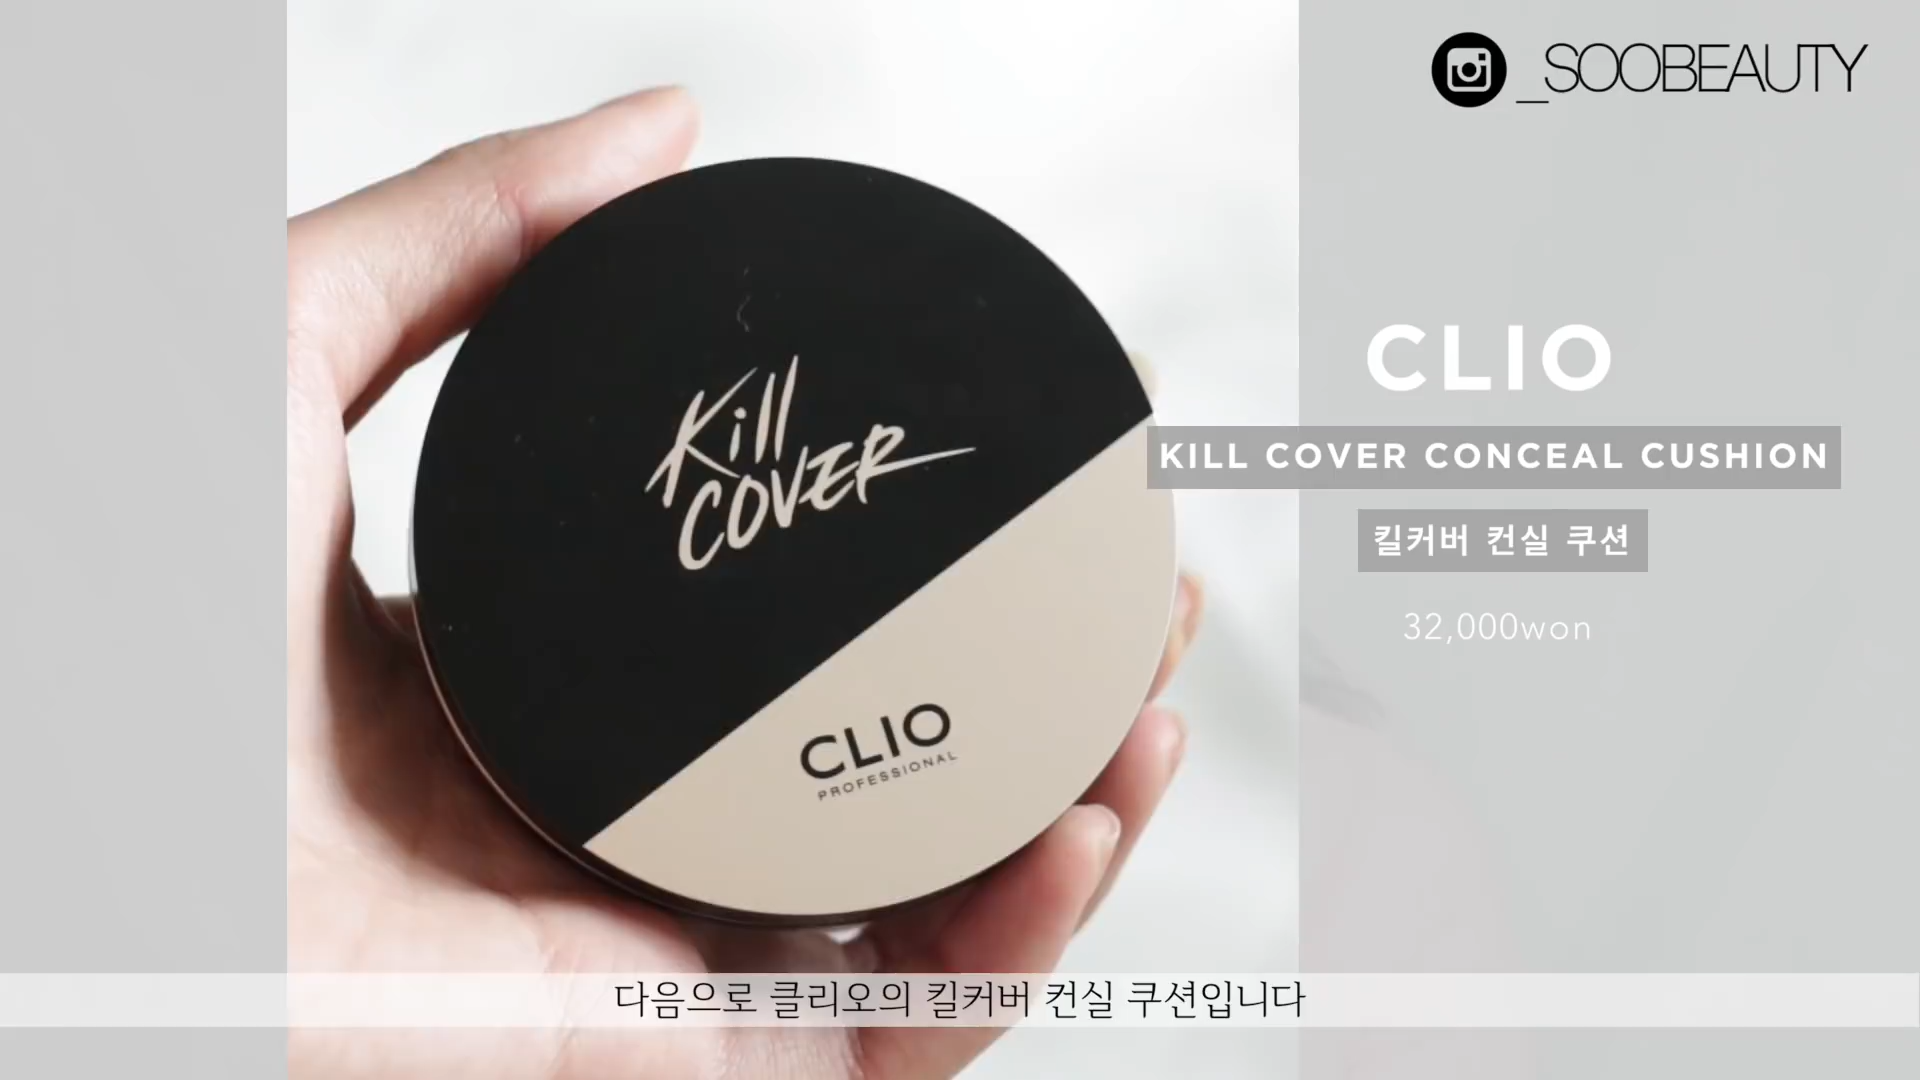 _SOOBEAUTY
Kill
COVER
CLIO
PROFESSIONAL
CLIO
KILL COVER CONCEAL CUSHION
킬커버 컨실 쿠션
32,000won
다음으로 클리오의 킬커버 컨실 쿠션입니다